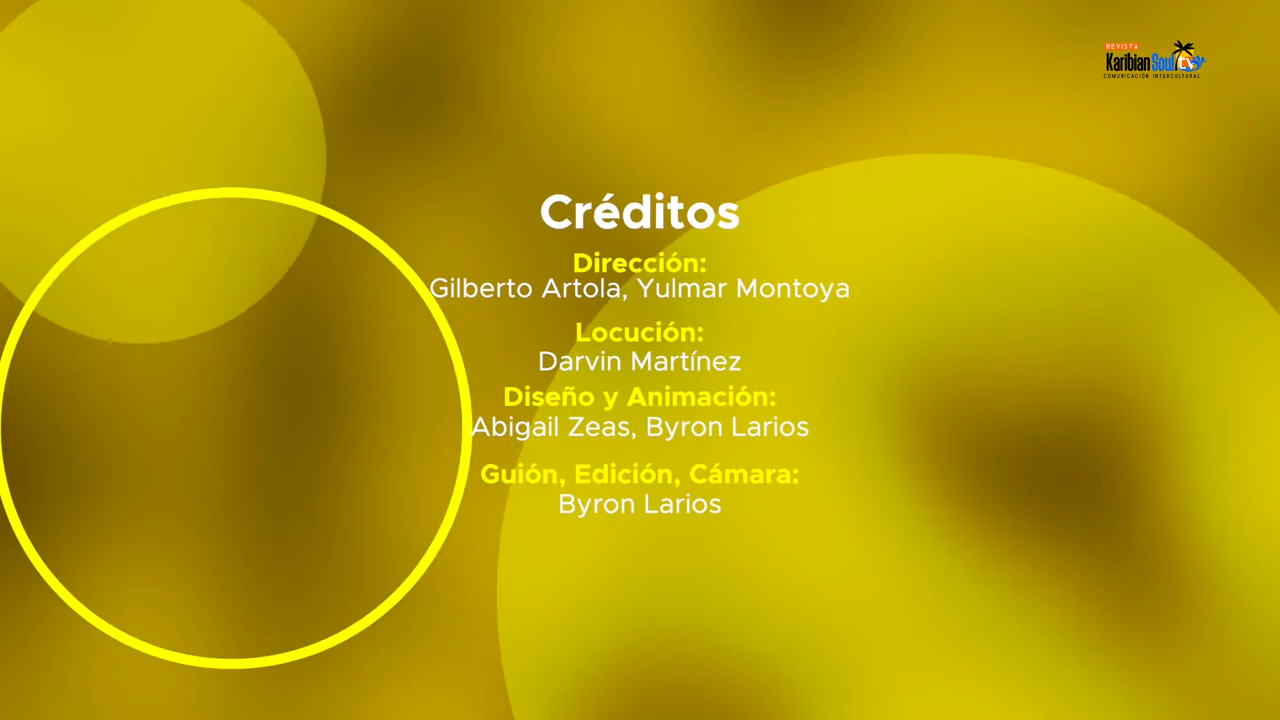 REVISTA
Karibian Soul TV
COMUNICACIÓN INTERCULTURAL
Créditos
Dirección:
Gilberto Artola, Yulmar Montoya
Locución:
Darvin Martínez
Diseño y Animación:
Abigail Zeas, Byron Larios
Guión, Edición, Cámara:
Byron Larios